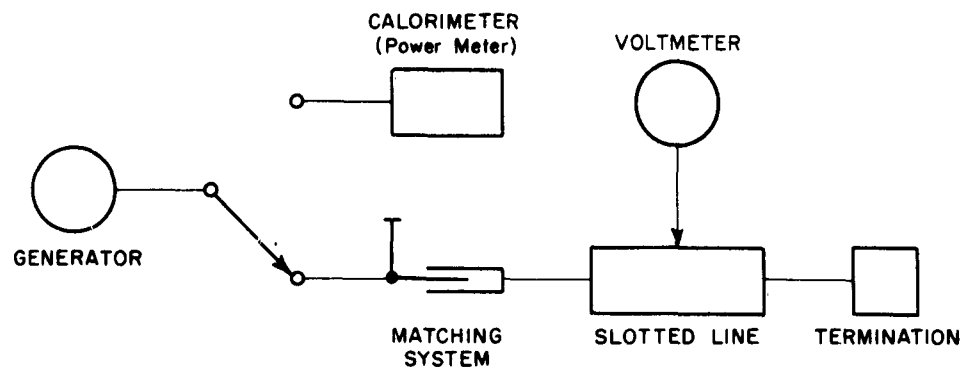 CALORIMETER
(Power Meter)
VOLTMETER
GENERATOR
MATCHING
SYSTEM
SLOTTED LINE
TERMINATION